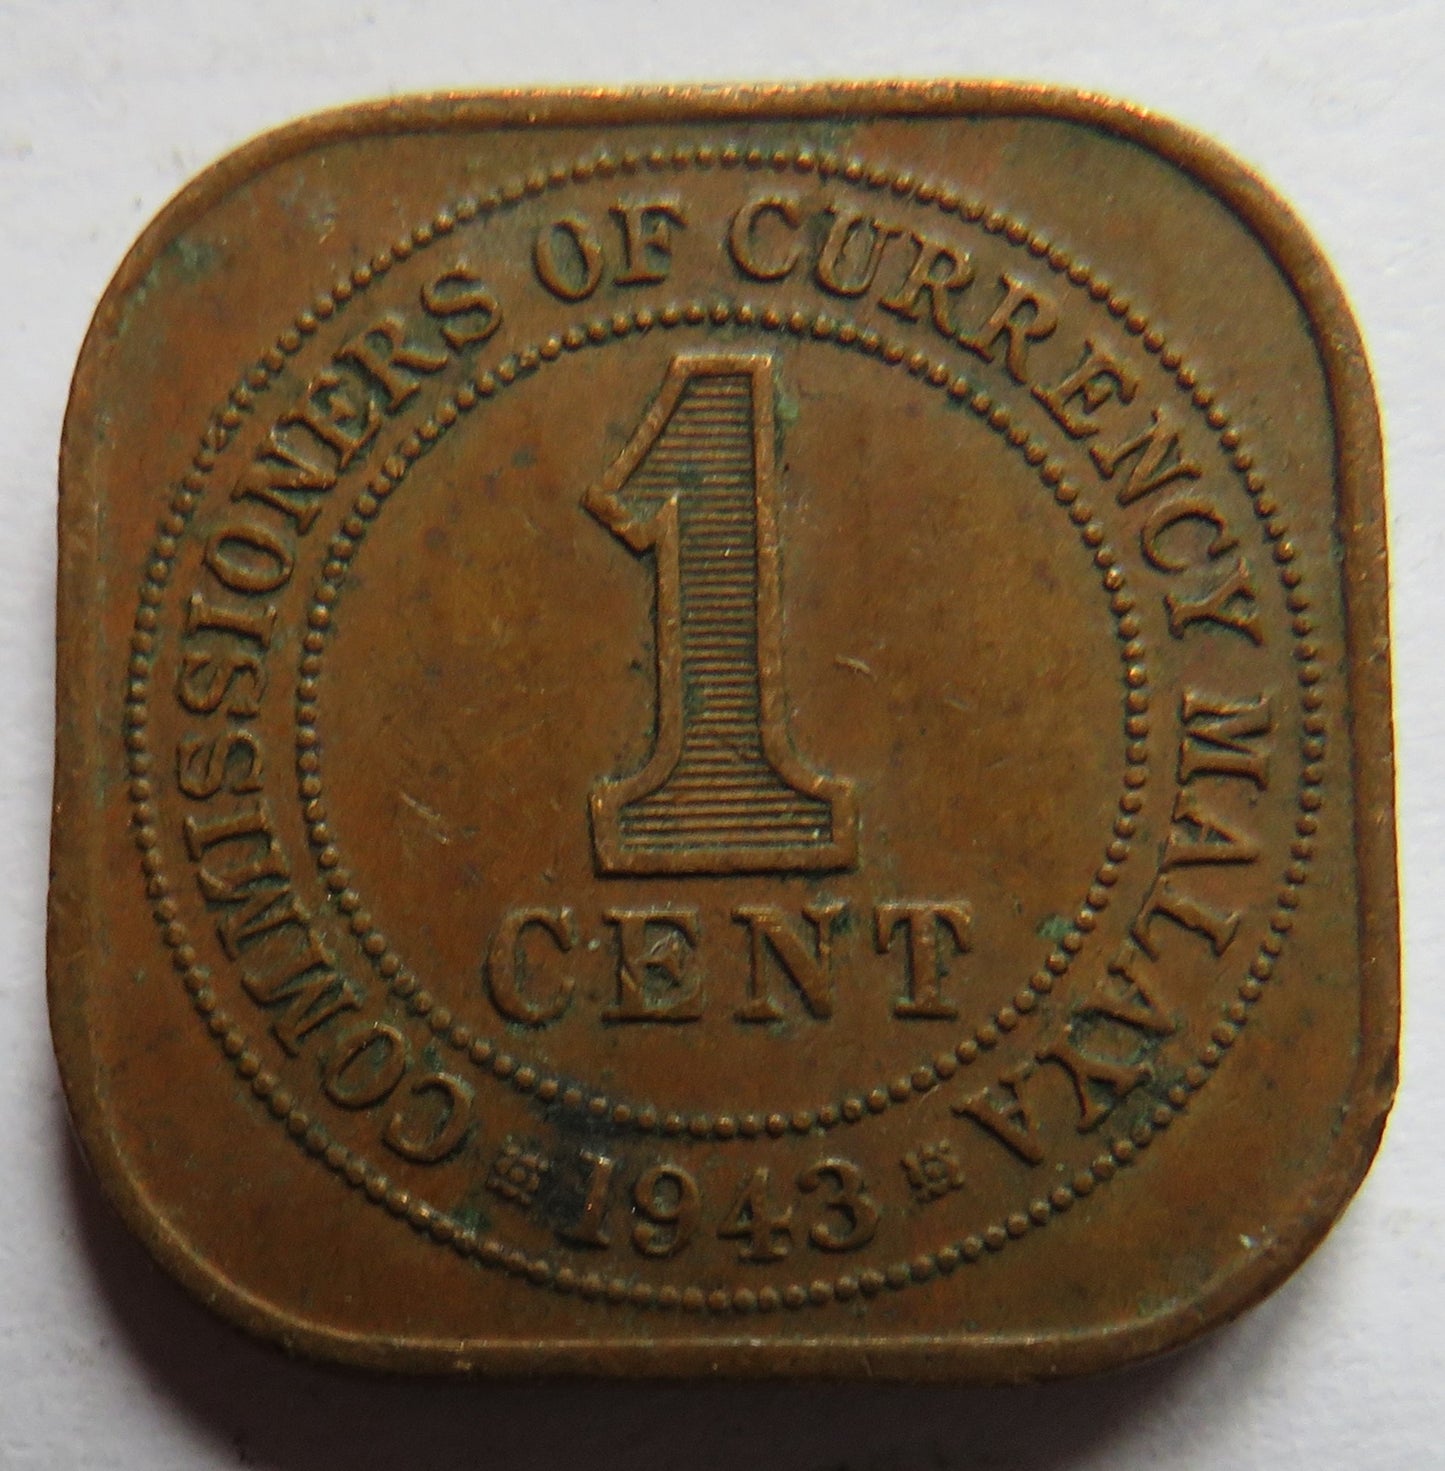 COMMISSIONERS OF CURRENCY MALAYA
1
CENT
1943